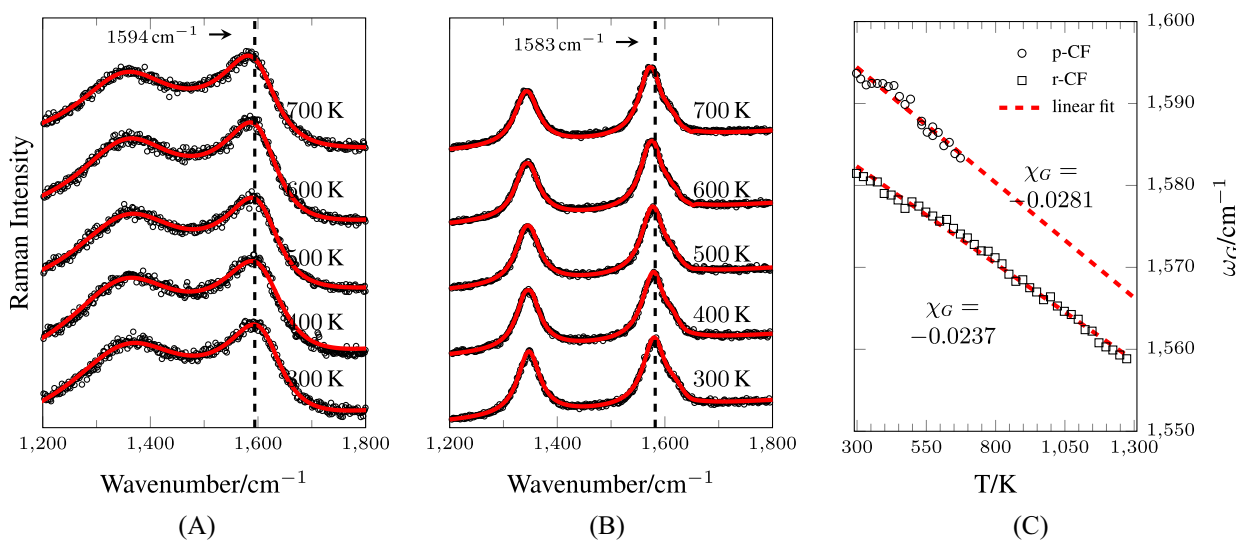 Raman Intensity
1594 cm⁻¹ →
700 K
600 K
500 K
400 K
300 K
1,200 1,400 1,600 1,800
Wavenumber/cm⁻¹
(A)
1583 cm⁻¹ →
700 K
600 K
500 K
400 K
300 K
1,200 1,400 1,600 1,800
Wavenumber/cm⁻¹
(B)
p-CF
r-CF
linear fit
χG =
−0.0281
χG =
−0.0237
1,600
1,590
1,580
1,570
1,560
1,550
ωG/cm⁻¹
300 550 800 1,050 1,300
T/K
(C)